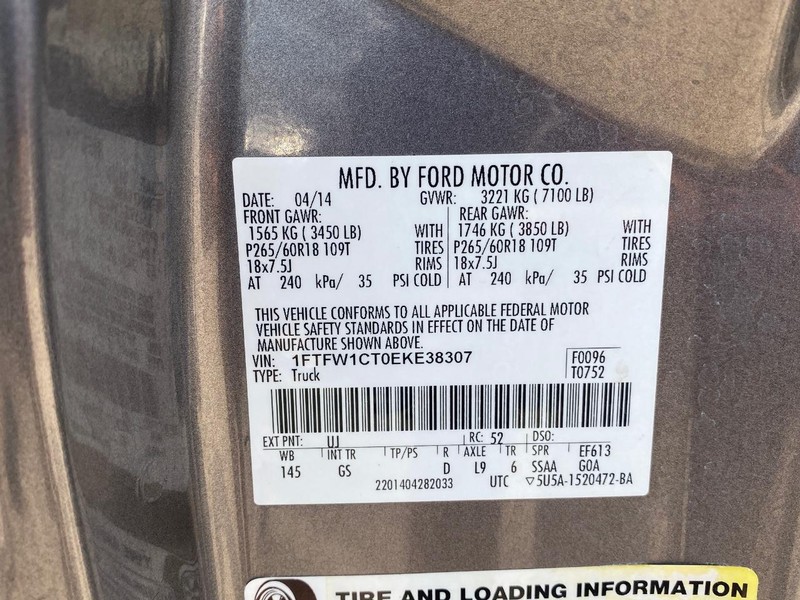 MFD. BY FORD MOTOR CO.
DATE: 04/14 GVWR: 3221 KG ( 7100 LB)
FRONT GAWR: REAR GAWR:
1565 KG ( 3450 LB) WITH 1746 KG ( 3850 LB) WITH
P265/60R18 109T TIRES P265/60R18 109T TIRES
18x7.5J RIMS 18x7.5J RIMS
AT 240 kPa/ 35 PSI COLD AT 240 kPa/ 35 PSI COLD
THIS VEHICLE CONFORMS TO ALL APPLICABLE FEDERAL MOTOR
VEHICLE SAFETY STANDARDS IN EFFECT ON THE DATE OF
MANUFACTURE SHOWN ABOVE.
VIN: 1FTFW1CT0EKE38307 F0096
TYPE: Truck T0752
EXT PNT: UJ RC: 52 DSO:
WB INT TR TP/PS R AXLE TR SPR EF613
145 GS D L9 6 SSAA GOA
2201404282033 UTC ▽5U5A-1520472-BA
TIRE AND LOADING INFORMATION